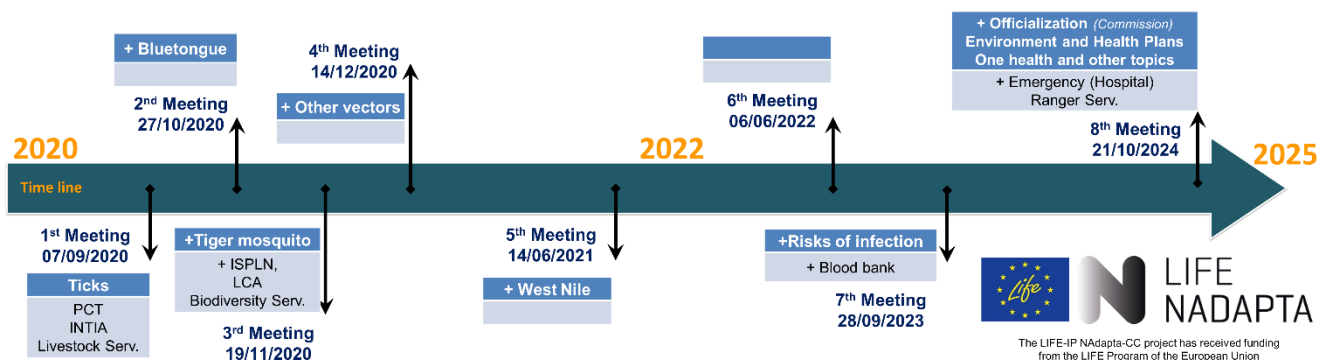 + Bluetongue
2nd Meeting
27/10/2020
4th Meeting
14/12/2020
+ Other vectors
6th Meeting
06/06/2022
+ Officialization (Commission)
Environment and Health Plans
One health and other topics
+ Emergency (Hospital)
Ranger Serv.
8th Meeting
21/10/2024
2020
2022
2025
Time line
1st Meeting
07/09/2020
Ticks
PCT
INTIA
Livestock Serv.
+Tiger mosquito
+ ISPLN,
LCA
Biodiversity Serv.
3rd Meeting
19/11/2020
5th Meeting
14/06/2021
+ West Nile
+Risks of infection
+ Blood bank
7th Meeting
28/09/2023
Life
LIFE
NADAPTA
The LIFE-IP NAdapta-CC project has received funding
from the LIFE Program of the European Union